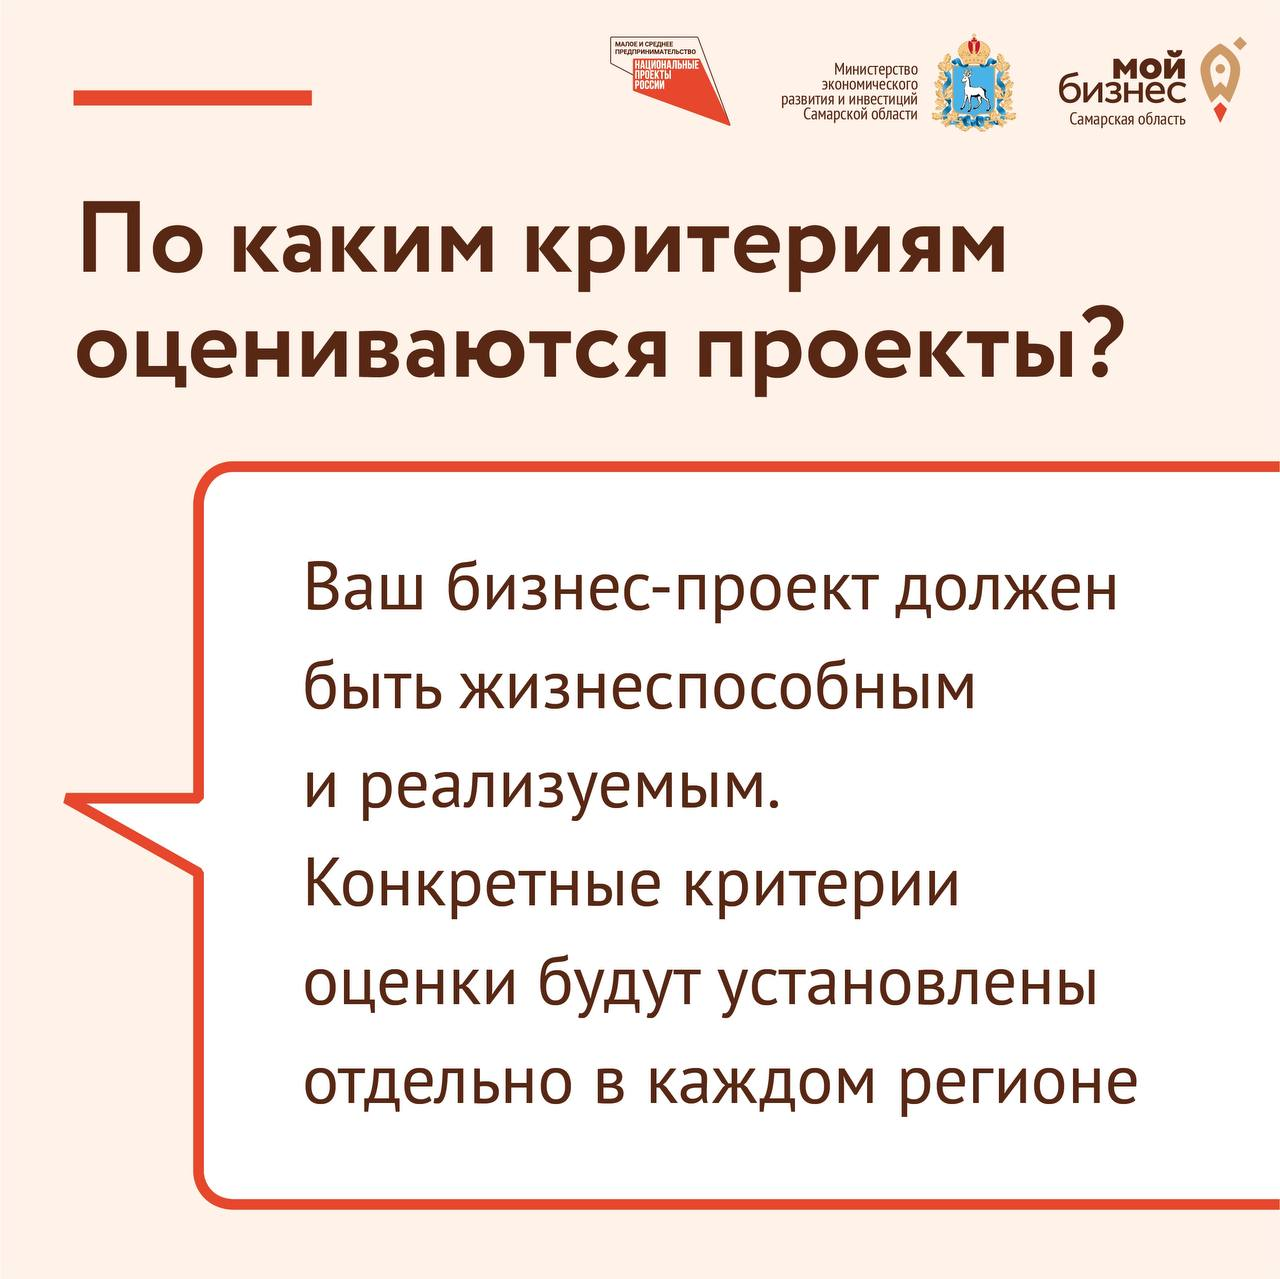 МАЛОЕ И СРЕДНЕЕ
ПРЕДПРИНИМАТЕЛЬСТВО
НАЦИОНАЛЬНЫЕ
ПРОЕКТЫ
РОССИИ
Министерство
экономического
развития и инвестиций
Самарской области
мой
бизнес
Самарская область
По каким критериям
оцениваются проекты?
Ваш бизнес-проект должен
быть жизнеспособным
и реализуемым.
Конкретные критерии
оценки будут установлены
отдельно в каждом регионе